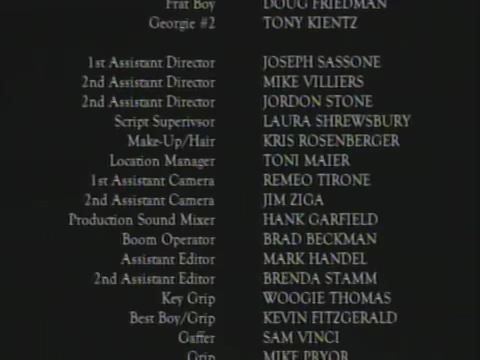 Frat Boy DOUG FRIEDMAN
Georgie #2 TONY KIENTZ
1st Assistant Director JOSEPH SASSONE
2nd Assistant Director MIKE VILLIERS
2nd Assistant Director JORDON STONE
Script Superivsor LAURA SHREWSBURY
Make-Up/Hair KRIS ROSENBERGER
Location Manager TONI MAIER
1st Assistant Camera REMEO TIRONE
2nd Assistant Camera JIM ZIGA
Production Sound Mixer HANK GARFIELD
Boom Operator BRAD BECKMAN
Assistant Editor MARK HANDEL
2nd Assistant Editor BRENDA STAMM
Key Grip WOOGIE THOMAS
Best Boy/Grip KEVIN FITZGERALD
Gaffer SAM VINCI
Grip MIKE PRYOR